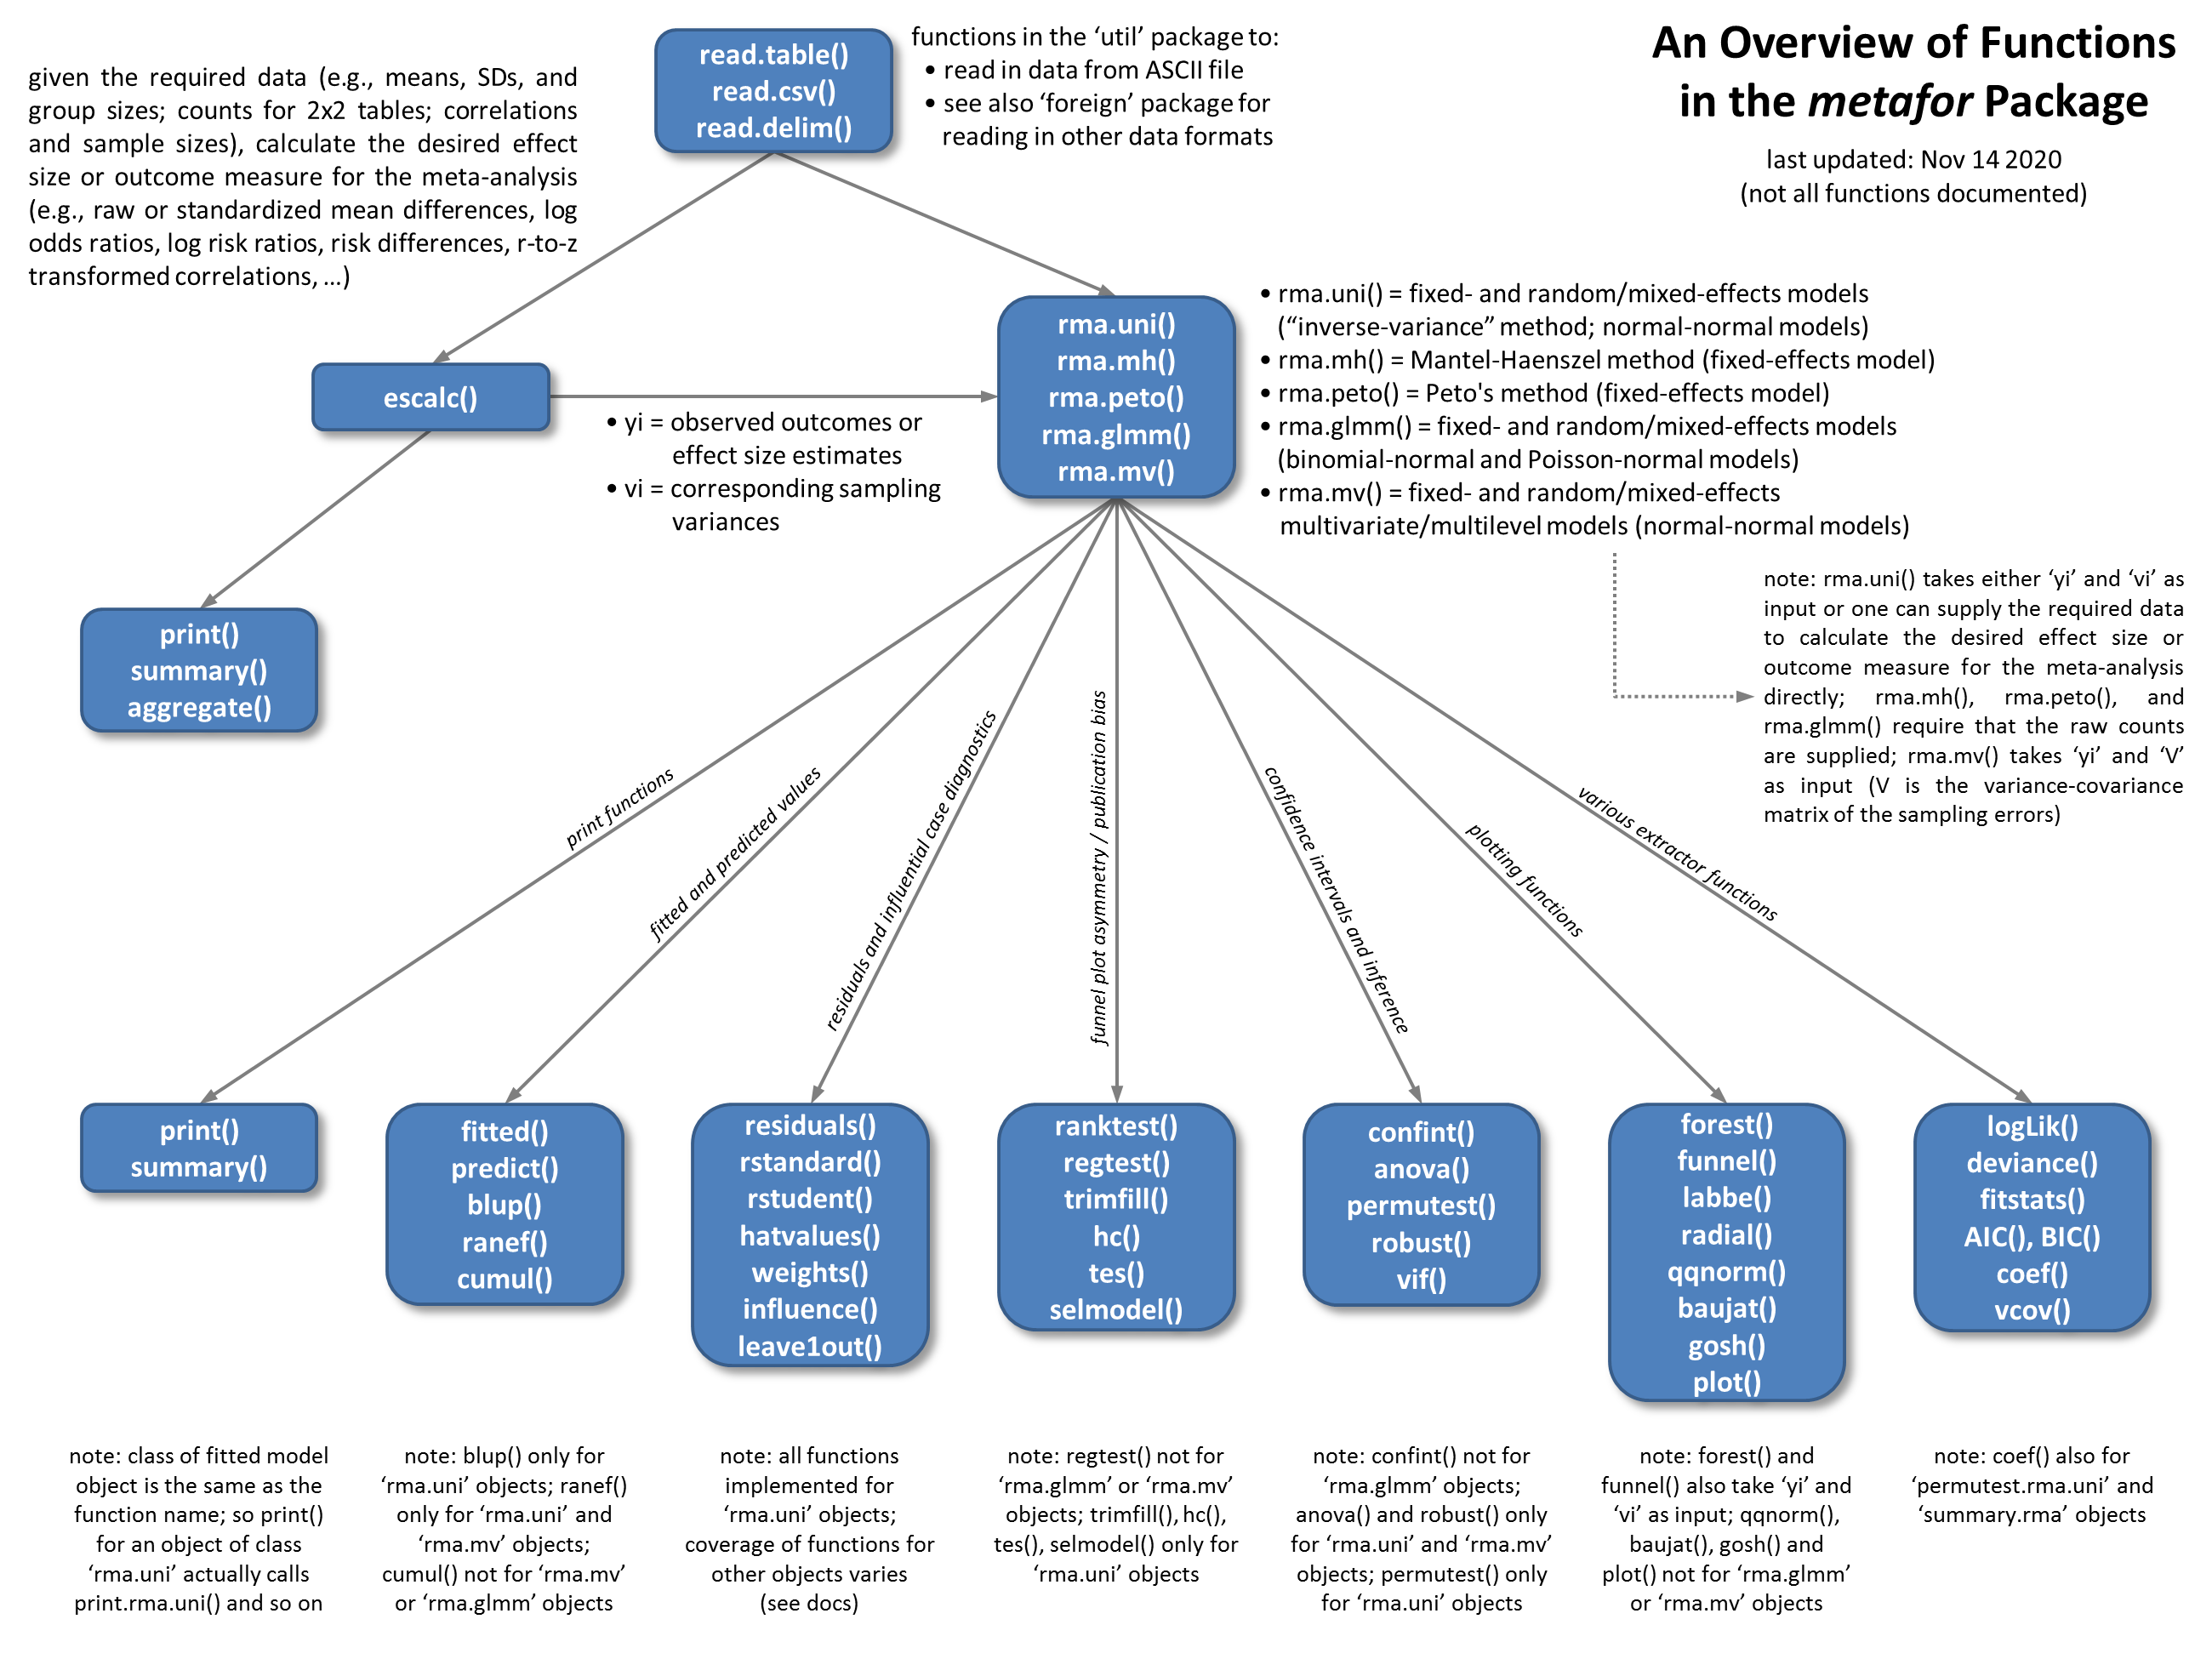 An Overview of Functions
in the metafor Package
last updated: Nov 14 2020
(not all functions documented)
read.table()
read.csv()
read.delim()
functions in the ‘util’ package to:
• read in data from ASCII file
• see also ‘foreign’ package for
reading in other data formats
given the required data (e.g., means, SDs, and
group sizes; counts for 2x2 tables; correlations
and sample sizes), calculate the desired effect
size or outcome measure for the meta-analysis
(e.g., raw or standardized mean differences, log
odds ratios, log risk ratios, risk differences, r-to-z
transformed correlations, ...)
escalc()
• yi = observed outcomes or
effect size estimates
• vi = corresponding sampling
variances
rma.uni()
rma.mh()
rma.peto()
rma.glmm()
rma.mv()
• rma.uni() = fixed- and random/mixed-effects models
(“inverse-variance” method; normal-normal models)
• rma.mh() = Mantel-Haenszel method (fixed-effects model)
• rma.peto() = Peto's method (fixed-effects model)
• rma.glmm() = fixed- and random/mixed-effects models
(binomial-normal and Poisson-normal models)
• rma.mv() = fixed- and random/mixed-effects
multivariate/multilevel models (normal-normal models)
note: rma.uni() takes either ‘yi’ and ‘vi’ as
input or one can supply the required data
to calculate the desired effect size or
outcome measure for the meta-analysis
directly; rma.mh(), rma.peto(), and
rma.glmm() require that the raw counts
are supplied; rma.mv() takes ‘yi’ and ‘V’
as input (V is the variance-covariance
matrix of the sampling errors)
print()
summary()
aggregate()
print functions
fitted and predicted values
residuals and influential case diagnostics
funnel plot asymmetry / publication bias
confidence intervals and inference
plotting functions
various extractor functions
print()
summary()
fitted()
predict()
blup()
ranef()
cumul()
residuals()
rstandard()
rstudent()
hatvalues()
weights()
influence()
leave1out()
ranktest()
regtest()
trimfill()
hc()
tes()
selmodel()
confint()
anova()
permutest()
robust()
vif()
forest()
funnel()
labbe()
radial()
qqnorm()
baujat()
gosh()
plot()
logLik()
deviance()
fitstats()
AIC(), BIC()
coef()
vcov()
note: class of fitted model
object is the same as the
function name; so print()
for an object of class
‘rma.uni’ actually calls
print.rma.uni() and so on
note: blup() only for
‘rma.uni’ objects; ranef()
only for ‘rma.uni’ and
‘rma.mv’ objects;
cumul() not for ‘rma.mv’
or ‘rma.glmm’ objects
note: all functions
implemented for
‘rma.uni’ objects;
coverage of functions for
other objects varies
(see docs)
note: regtest() not for
‘rma.glmm’ or ‘rma.mv’
objects; trimfill(), hc(),
tes(), selmodel() only for
‘rma.uni’ objects
note: confint() not for
‘rma.glmm’ objects;
anova() and robust() only
for ‘rma.uni’ and ‘rma.mv’
objects; permutest() only
for ‘rma.uni’ objects
note: forest() and
funnel() also take ‘yi’ and
‘vi’ as input; qqnorm(),
baujat(), gosh() and
plot() not for ‘rma.glmm’
or ‘rma.mv’ objects
note: coef() also for
‘permutest.rma.uni’ and
‘summary.rma’ objects